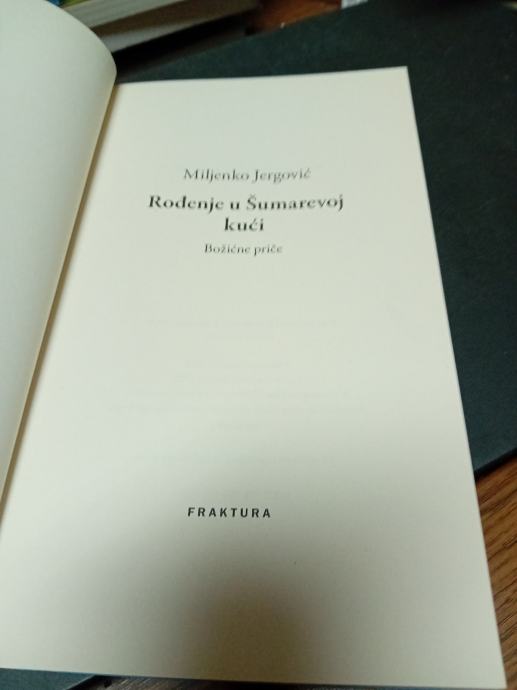 Miljenko Jergović
Rođenje u Šumarevoj
kući
Božićne priče
FRAKTURA